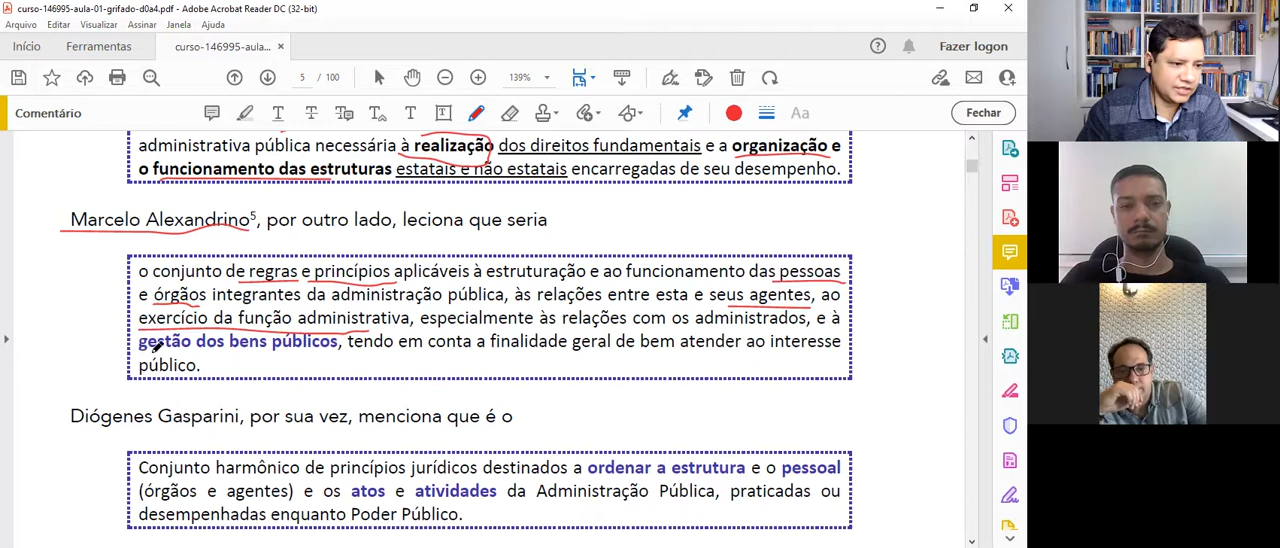 curso-146995-aula-01-grifado-d0a4.pdf - Adobe Acrobat Reader DC (32-bit)
Arquivo Editar Visualizar Assinar Janela Ajuda
Início Ferramentas curso-146995-aula... × Fazer logon
5 / 100 139%
Comentário Aa Fechar
administrativa pública necessária à realização dos direitos fundamentais e a organização e
o funcionamento das estruturas estatais e não estatais encarregadas de seu desempenho.
Marcelo Alexandrino⁵, por outro lado, leciona que seria
o conjunto de regras e princípios aplicáveis à estruturação e ao funcionamento das pessoas
e órgãos integrantes da administração pública, às relações entre esta e seus agentes, ao
exercício da função administrativa, especialmente às relações com os administrados, e à
gestão dos bens públicos, tendo em conta a finalidade geral de bem atender ao interesse
público.
Diógenes Gasparini, por sua vez, menciona que é o
Conjunto harmônico de princípios jurídicos destinados a ordenar a estrutura e o pessoal
(órgãos e agentes) e os atos e atividades da Administração Pública, praticadas ou
desempenhadas enquanto Poder Público.